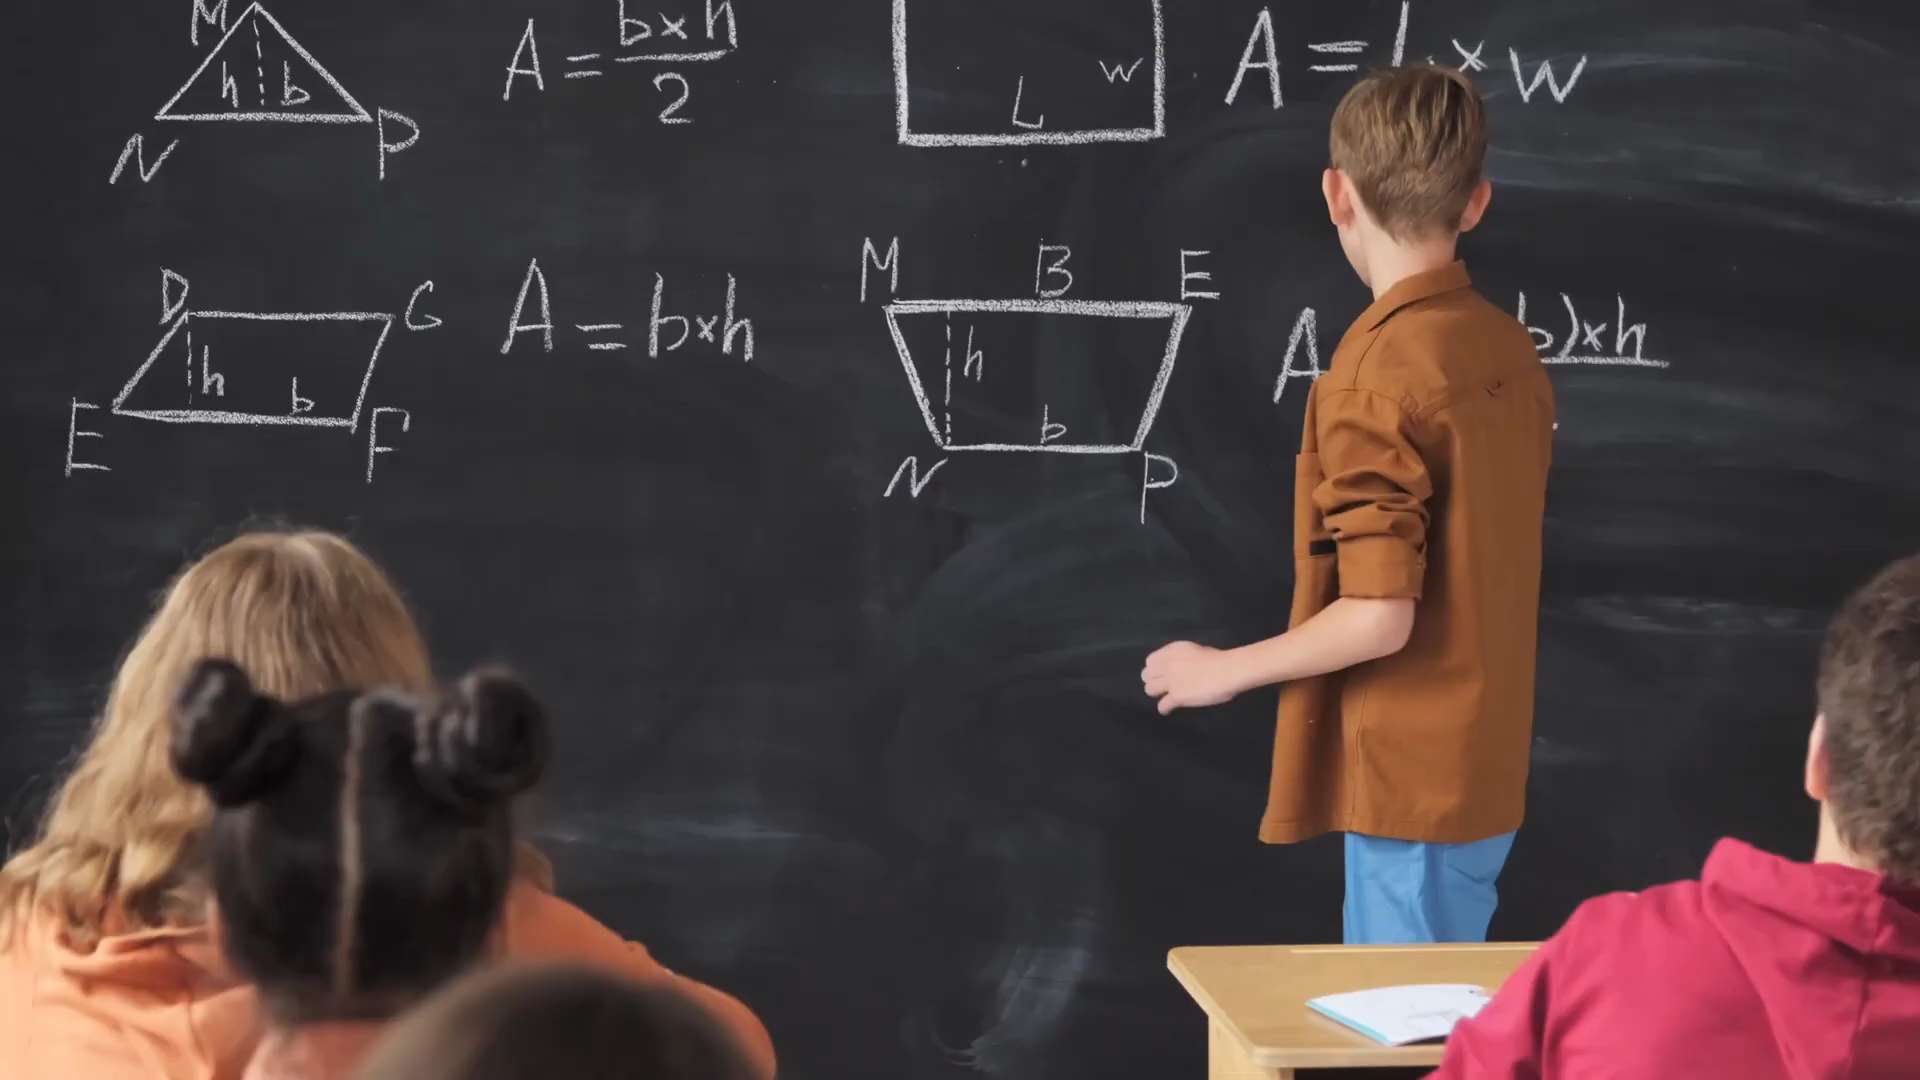 M
h b
N P
A = b×h / 2
L w
A = L × w
D G
h
b
E F
A = b×h
M B E
h
b
N P
A b)×h